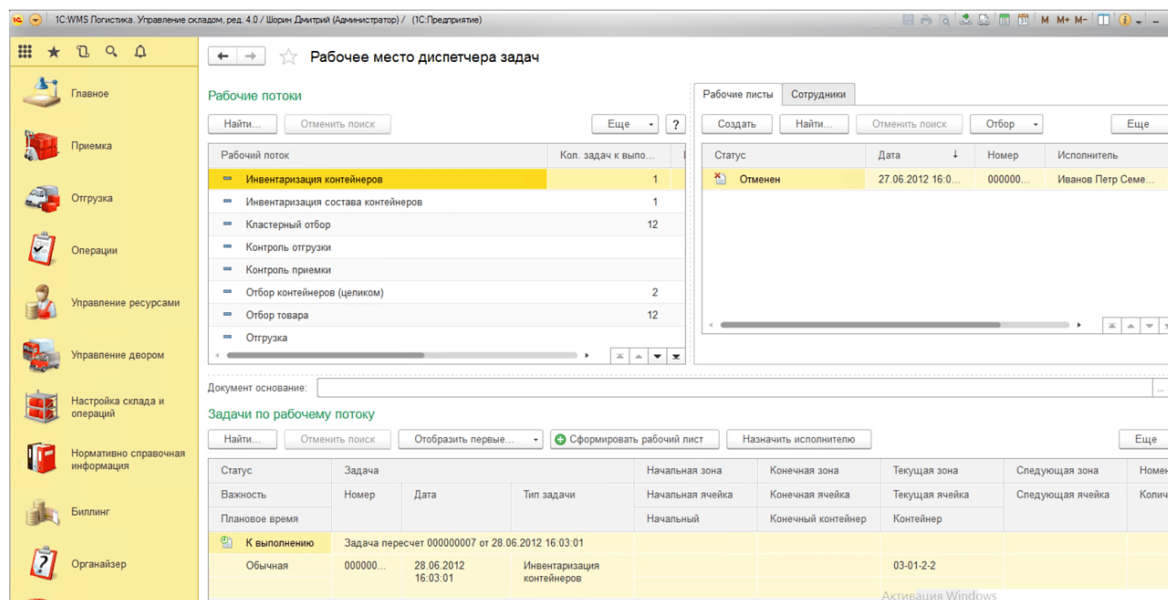 1С:WMS Логистика. Управление складом, ред. 4.0 / Шорин Дмитрий (Администратор) / (1С:Предприятие)
M M+ M-
Рабочее место диспетчера задач
Главное
Приемка
Отгрузка
Операции
Управление ресурсами
Управление двором
Настройка склада и
операций
Нормативно справочная
информация
Биллинг
Органайзер
Рабочие потоки
Найти... Отменить поиск Еще ?
Рабочий поток Кол. задач к выпо...
Инвентаризация контейнеров 1
Инвентаризация состава контейнеров 1
Кластерный отбор 12
Контроль отгрузки
Контроль приемки
Отбор контейнеров (целиком) 2
Отбор товара 12
Отгрузка
Рабочие листы Сотрудники
Создать Найти... Отменить поиск Отбор Еще
Статус Дата ↓ Номер Исполнитель
Отменен 27.06.2012 16:0... 000000... Иванов Петр Семе...
Документ основание: ...
Задачи по рабочему потоку
Найти... Отменить поиск Отобразить первые... Сформировать рабочий лист Назначить исполнителю Еще
Статус Задача Начальная зона Конечная зона Текущая зона Следующая зона Номен
Важность Номер Дата Тип задачи Начальная ячейка Конечная ячейка Текущая ячейка Следующая ячейка Колич
Плановое время Начальный Конечный контейнер Контейнер
К выполнению Задача пересчет 000000007 от 28.06.2012 16:03:01
Обычная 000000... 28.06.2012 Инвентаризация 03-01-2-2
16:03:01 контейнеров
Активация Windows